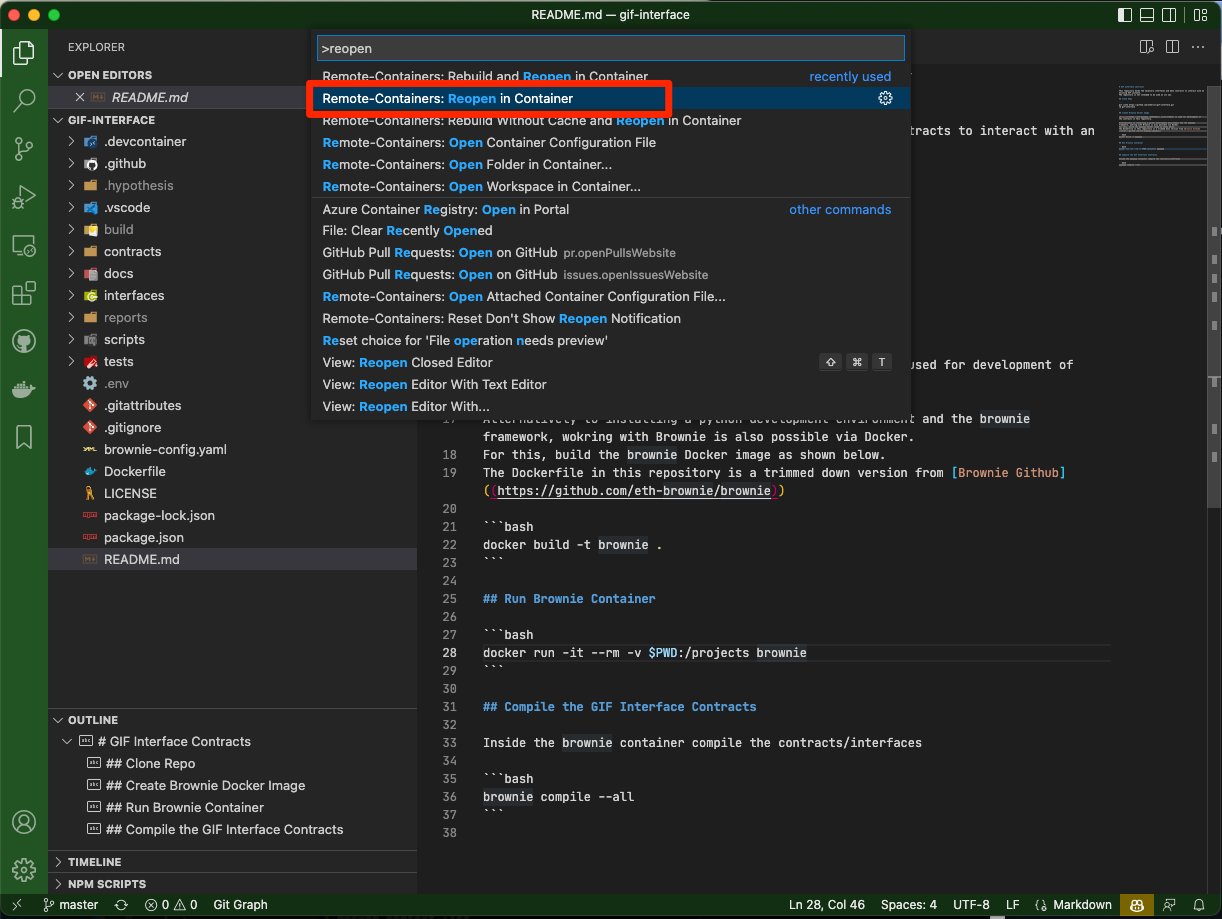 README.md — gif-interface
EXPLORER
OPEN EDITORS
README.md
GIF-INTERFACE
.devcontainer
.github
.hypothesis
.vscode
build
contracts
docs
interfaces
reports
scripts
tests
.env
.gitattributes
.gitignore
brownie-config.yaml
Dockerfile
LICENSE
package-lock.json
package.json
README.md
OUTLINE
# GIF Interface Contracts
## Clone Repo
## Create Brownie Docker Image
## Run Brownie Container
## Compile the GIF Interface Contracts
TIMELINE
NPM SCRIPTS
>reopen
Remote-Containers: Rebuild and Reopen in Container recently used
Remote-Containers: Reopen in Container
Remote-Containers: Rebuild Without Cache and Reopen in Container
Remote-Containers: Open Container Configuration File
Remote-Containers: Open Folder in Container...
Remote-Containers: Open Workspace in Container...
Azure Container Registry: Open in Portal other commands
File: Clear Recently Opened
GitHub Pull Requests: Open on GitHub pr.openPullsWebsite
GitHub Pull Requests: Open on GitHub issues.openIssuesWebsite
Remote-Containers: Open Attached Container Configuration File...
Remote-Containers: Reset Don't Show Reopen Notification
Reset choice for 'File operation needs preview'
View: Reopen Closed Editor ⇧ ⌘ T
View: Reopen Editor With Text Editor
View: Reopen Editor With...
to interact with an
used for development of
17 Alternatively to installing a python development environment and the brownie
framework, wokring with Brownie is also possible via Docker.
18 For this, build the brownie Docker image as shown below.
19 The Dockerfile in this repository is a trimmed down version from [Brownie Github]
((https://github.com/eth-brownie/brownie))
20
21 ```bash
22 docker build -t brownie .
23 ```
24
25 ## Run Brownie Container
26
27 ```bash
28 docker run -it --rm -v $PWD:/projects brownie
29 ```
30
31 ## Compile the GIF Interface Contracts
32
33 Inside the brownie container compile the contracts/interfaces
34
35 ```bash
36 brownie compile --all
37 ```
38
master 0 0 Git Graph Ln 28, Col 46 Spaces: 4 UTF-8 LF Markdown